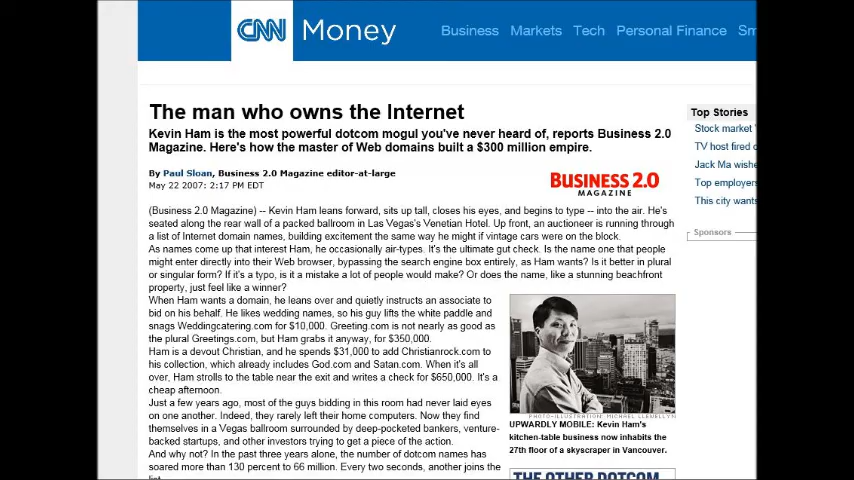 CNN Money
Business Markets Tech Personal Finance
The man who owns the Internet
Kevin Ham is the most powerful dotcom mogul you've never heard of, reports Business 2.0
Magazine. Here's how the master of Web domains built a $300 million empire.
By Paul Sloan, Business 2.0 Magazine editor-at-large
May 22 2007: 2:17 PM EDT
BUSINESS 2.0
MAGAZINE
(Business 2.0 Magazine) -- Kevin Ham leans forward, sits up tall, closes his eyes, and begins to type -- into the air. He's
seated along the rear wall of a packed ballroom in Las Vegas's Venetian Hotel. Up front, an auctioneer is running through
a list of Internet domain names, building excitement the same way he might if vintage cars were on the block.
As names come up that interest Ham, he occasionally air-types. It's the ultimate gut check. Is the name one that people
might enter directly into their Web browser, bypassing the search engine box entirely, as Ham wants? Is it better in plural
or singular form? If it's a typo, is it a mistake a lot of people would make? Or does the name, like a stunning beachfront
property, just feel like a winner?
When Ham wants a domain, he leans over and quietly instructs an associate to
bid on his behalf. He likes wedding names, so his guy lifts the white paddle and
snags Weddingcatering.com for $10,000. Greeting.com is not nearly as good as
the plural Greetings.com, but Ham grabs it anyway, for $350,000.
Ham is a devout Christian, and he spends $31,000 to add Christianrock.com to
his collection, which already includes God.com and Satan.com. When it's all
over, Ham strolls to the table near the exit and writes a check for $650,000. It's a
cheap afternoon.
Just a few years ago, most of the guys bidding in this room had never laid eyes
on one another. Indeed, they rarely left their home computers. Now they find
themselves in a Vegas ballroom surrounded by deep-pocketed bankers, venture-
backed startups, and other investors trying to get a piece of the action.
And why not? In the past three years alone, the number of dotcom names has
soared more than 130 percent to 66 million. Every two seconds, another joins the
PHOTO-ILLUSTRATION: MICHAEL LLEWELLYN
UPWARDLY MOBILE: Kevin Ham's
kitchen-table business now inhabits the
27th floor of a skyscraper in Vancouver.
THE OTHER DOTCOM
Top Stories
Stock market
TV host fired
Jack Ma wishe
Top employers
This city wants
Sponsors